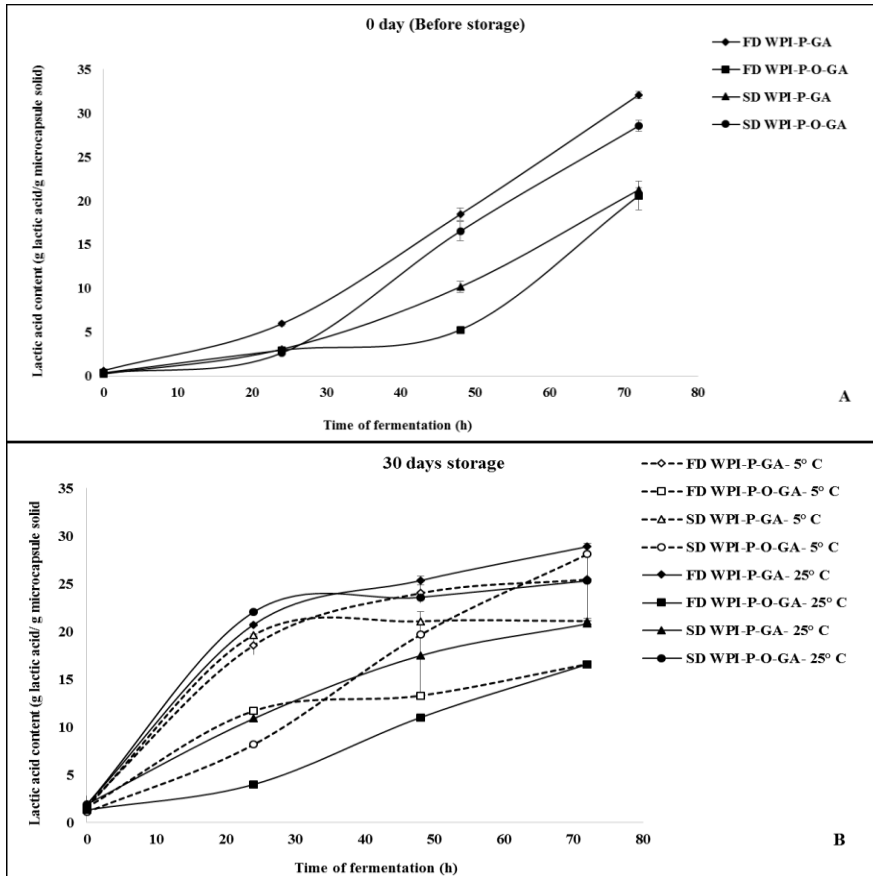 0 day (Before storage)
FD WPI-P-GA
FD WPI-P-O-GA
SD WPI-P-GA
SD WPI-P-O-GA
Lactic acid content (g lactic acid/g microcapsule solid)
35
30
25
20
15
10
5
0
0 10 20 30 40 50 60 70 80
Time of fermentation (h)
A
30 days storage
FD WPI-P-GA- 5° C
FD WPI-P-O-GA- 5° C
SD WPI-P-GA- 5° C
SD WPI-P-O-GA- 5° C
FD WPI-P-GA- 25° C
FD WPI-P-O-GA- 25° C
SD WPI-P-GA- 25° C
SD WPI-P-O-GA- 25° C
Lactic acid content (g lactic acid/ g microcapsule solid
35
30
25
20
15
10
5
0
0 10 20 30 40 50 60 70 80
Time of fermentation (h)
B